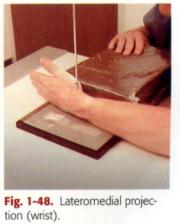 Fig. 1-48. Lateromedial projec-
tion (wrist).